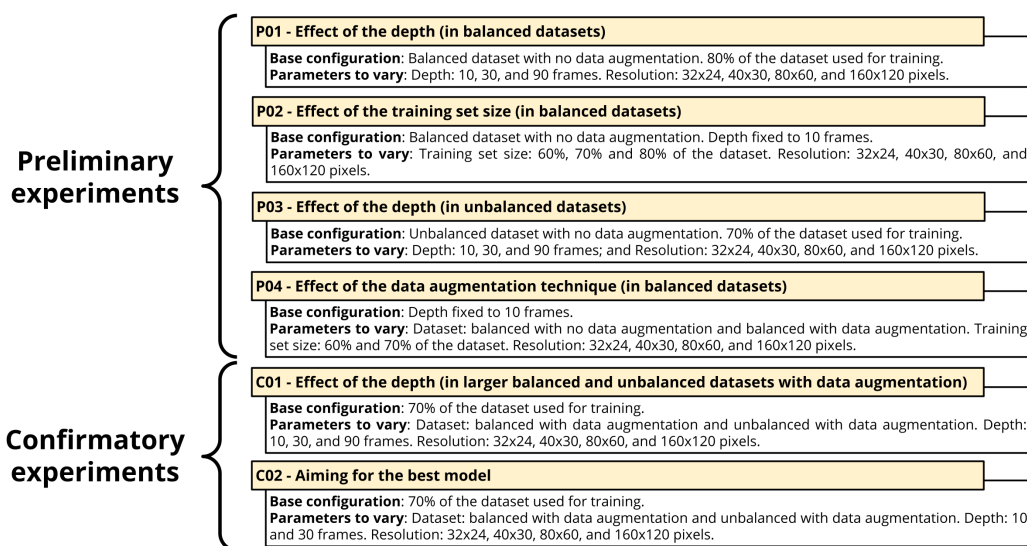 P01 - Effect of the depth (in balanced datasets)
Base configuration: Balanced dataset with no data augmentation. 80% of the dataset used for training.
Parameters to vary: Depth: 10, 30, and 90 frames. Resolution: 32x24, 40x30, 80x60, and 160x120 pixels.
P02 - Effect of the training set size (in balanced datasets)
Base configuration: Balanced dataset with no data augmentation. Depth fixed to 10 frames.
Parameters to vary: Training set size: 60%, 70% and 80% of the dataset. Resolution: 32x24, 40x30, 80x60, and
160x120 pixels.
Preliminary
experiments
P03 - Effect of the depth (in unbalanced datasets)
Base configuration: Unbalanced dataset with no data augmentation. 70% of the dataset used for training.
Parameters to vary: Depth: 10, 30, and 90 frames; and Resolution: 32x24, 40x30, 80x60, and 160x120 pixels.
P04 - Effect of the data augmentation technique (in balanced datasets)
Base configuration: Depth fixed to 10 frames.
Parameters to vary: Dataset: balanced with no data augmentation and balanced with data augmentation. Training
set size: 60% and 70% of the dataset. Resolution: 32x24, 40x30, 80x60, and 160x120 pixels.
C01 - Effect of the depth (in larger balanced and unbalanced datasets with data augmentation)
Base configuration: 70% of the dataset used for training.
Parameters to vary: Dataset: balanced with data augmentation and unbalanced with data augmentation. Depth:
10, 30, and 90 frames. Resolution: 32x24, 40x30, 80x60, and 160x120 pixels.
Confirmatory
experiments
C02 - Aiming for the best model
Base configuration: 70% of the dataset used for training.
Parameters to vary: Dataset: balanced with data augmentation and unbalanced with data augmentation. Depth: 10
and 30 frames. Resolution: 32x24, 40x30, 80x60, and 160x120 pixels.